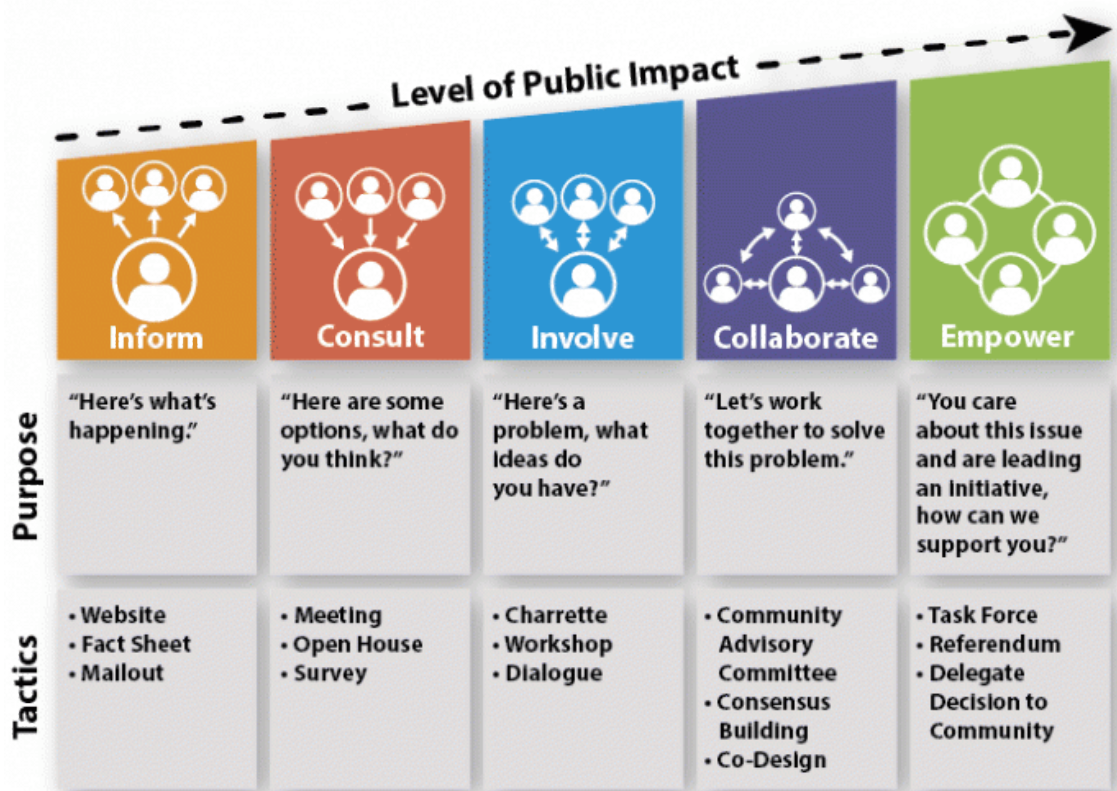 Level of Public Impact
Inform
Consult
Involve
Collaborate
Empower
Purpose
“Here’s what’s
happening.”
“Here are some
options, what do
you think?”
“Here’s a
problem, what
ideas do
you have?”
“Let’s work
together to solve
this problem.”
“You care
about this issue
and are leading
an initiative,
how can we
support you?”
Tactics
• Website
• Fact Sheet
• Mailout
• Meeting
• Open House
• Survey
• Charrette
• Workshop
• Dialogue
• Community
Advisory
Committee
• Consensus
Building
• Co-Design
• Task Force
• Referendum
• Delegate
Decision to
Community